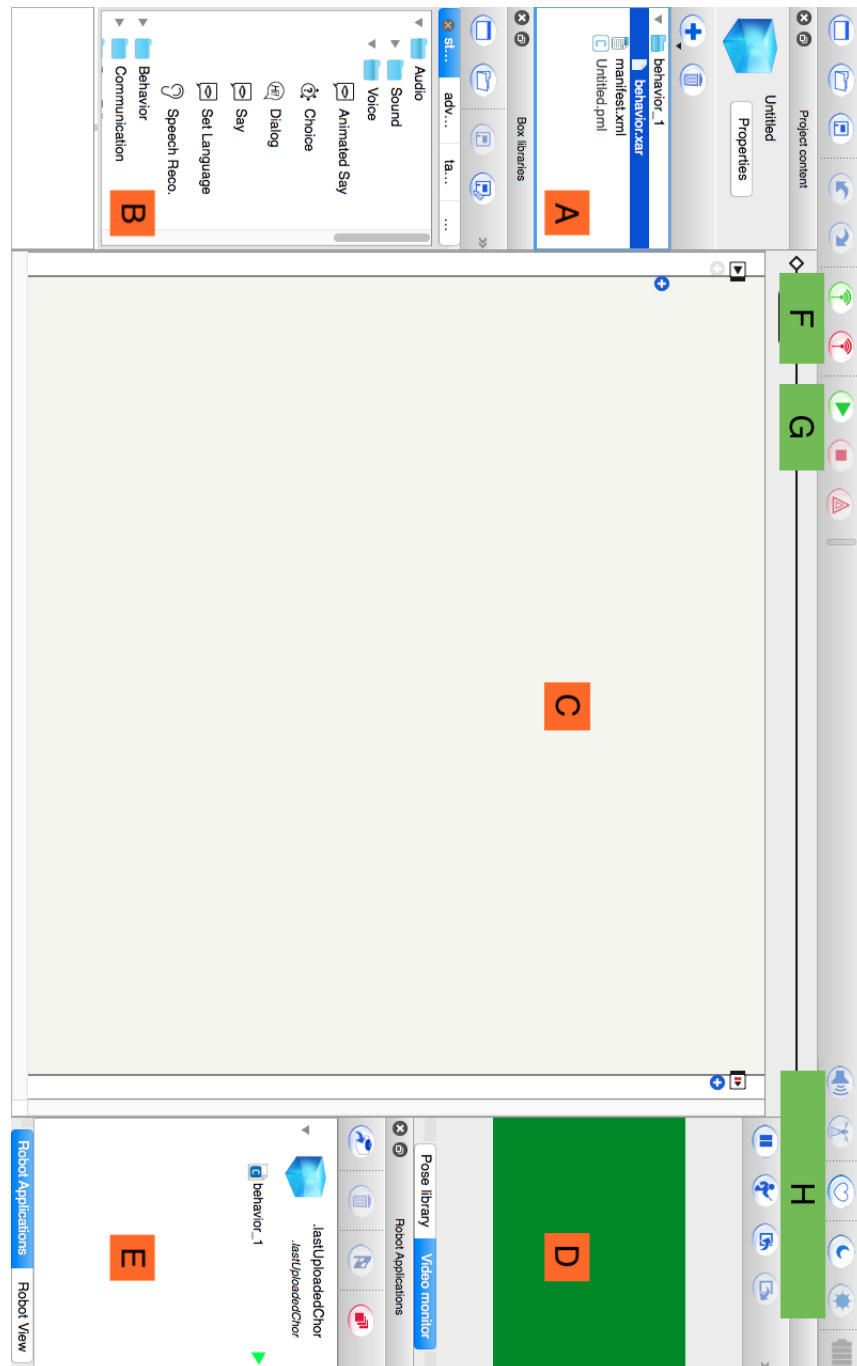 Project content
Untitled
Properties
behavior_1
behavior.xar
manifest.xml
Untitled.pml
A
Box libraries
st... adv... ta... ...
Audio
Sound
Voice
Animated Say
Choice
Dialog
Say
Set Language
Speech Reco.
Behavior
Communication
B
F
G
C
H
D
Pose library Video monitor
Robot Applications
.lastUploadedChor
.lastUploadedChor
behavior_1
E
Robot Applications Robot View